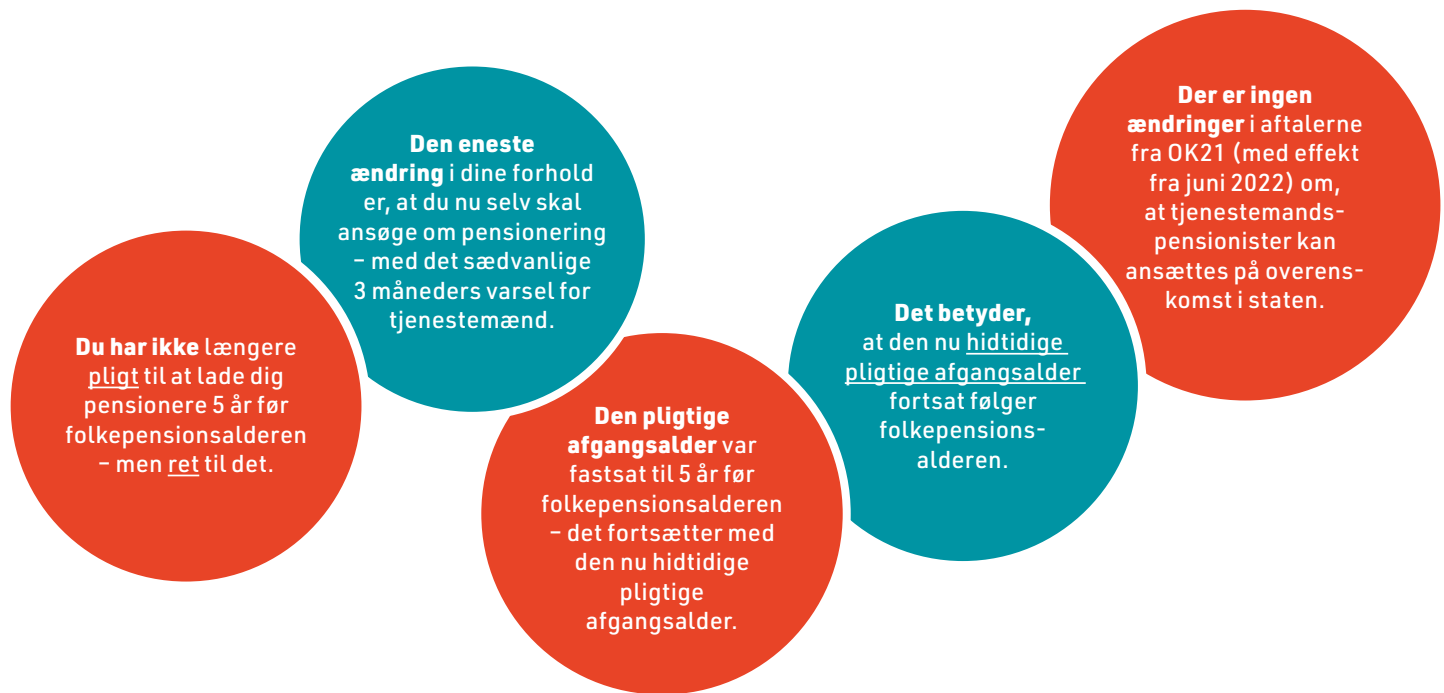 Du har ikke længere
pligt til at lade dig
pensionere 5 år før
folkepensionsalderen
– men ret til det.
Den eneste
ændring i dine forhold
er, at du nu selv skal
ansøge om pensionering
– med det sædvanlige
3 måneders varsel for
tjenestemænd.
Den pligtige
afgangsalder var
fastsat til 5 år før
folkepensionsalderen
– det fortsætter med
den nu hidtidige
pligtige
afgangsalder.
Det betyder,
at den nu hidtidige
pligtige afgangsalder
fortsat følger
folkepensions-
alderen.
Der er ingen
ændringer i aftalerne
fra OK21 (med effekt
fra juni 2022) om,
at tjenestemands-
pensionister kan
ansættes på overens-
komst i staten.